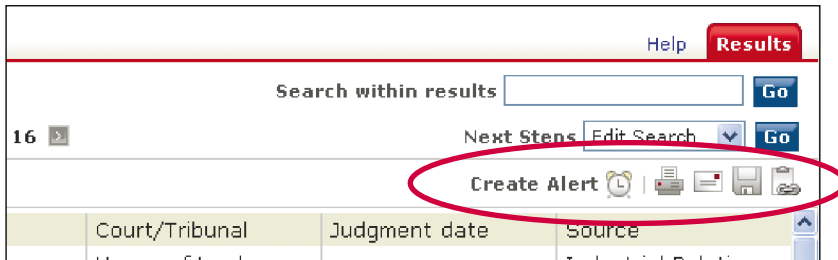 Help Results
Search within results Go
16 Next Steps Edit Search Go
Create Alert
Court/Tribunal Judgment date Source